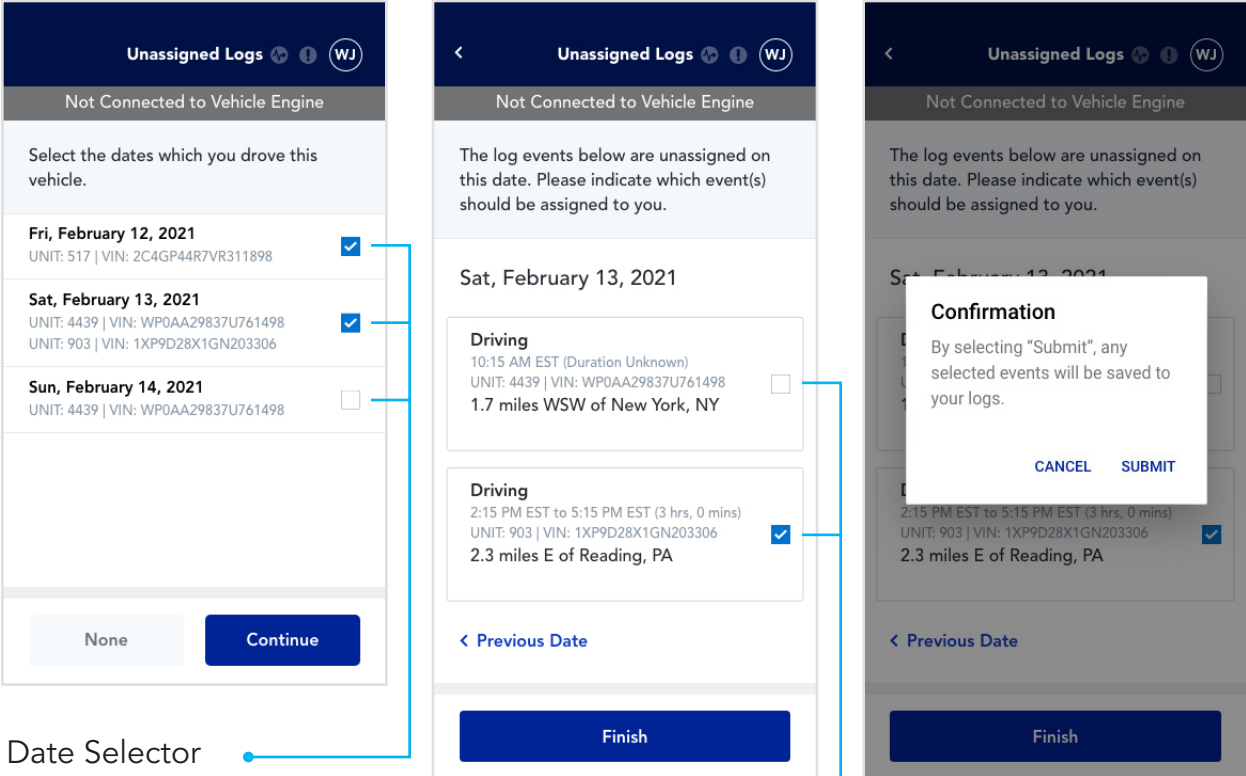 Unassigned Logs
WJ
Not Connected to Vehicle Engine
Select the dates which you drove this
vehicle.
Fri, February 12, 2021
UNIT: 517 | VIN: 2C4GP44R7VR311898
Sat, February 13, 2021
UNIT: 4439 | VIN: WP0AA29837U761498
UNIT: 903 | VIN: 1XP9D28X1GN203306
Sun, February 14, 2021
UNIT: 4439 | VIN: WP0AA29837U761498
None
Continue
Date Selector
Unassigned Logs
WJ
Not Connected to Vehicle Engine
The log events below are unassigned on
this date. Please indicate which event(s)
should be assigned to you.
Sat, February 13, 2021
Driving
10:15 AM EST (Duration Unknown)
UNIT: 4439 | VIN: WP0AA29837U761498
1.7 miles WSW of New York, NY
Driving
2:15 PM EST to 5:15 PM EST (3 hrs, 0 mins)
UNIT: 903 | VIN: 1XP9D28X1GN203306
2.3 miles E of Reading, PA
Previous Date
Finish
Unassigned Logs
WJ
Not Connected to Vehicle Engine
The log events below are unassigned on
this date. Please indicate which event(s)
should be assigned to you.
Sat, February 13, 2021
Confirmation
By selecting “Submit”, any
selected events will be saved to
your logs.
CANCEL
SUBMIT
2:15 PM EST to 5:15 PM EST (3 hrs, 0 mins)
UNIT: 903 | VIN: 1XP9D28X1GN203306
2.3 miles E of Reading, PA
Previous Date
Finish